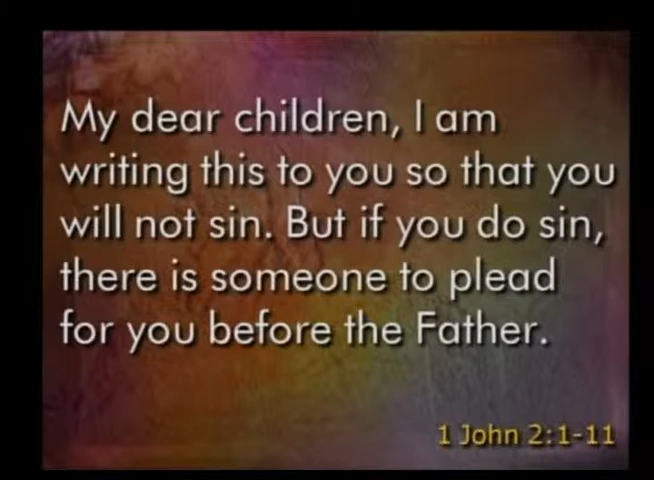 My dear children, I am
writing this to you so that you
will not sin. But if you do sin,
there is someone to plead
for you before the Father.
1 John 2:1-11